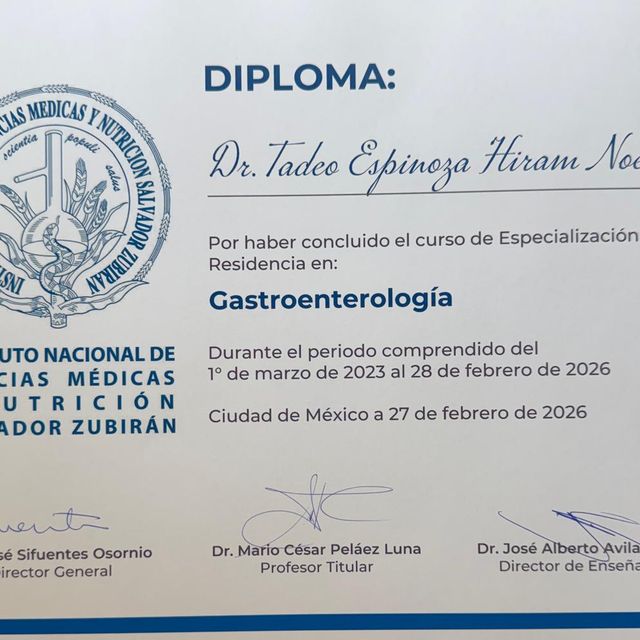 DIPLOMA:
Dr. Tadeo Espinoza Hiram
Por haber concluido el curso de Especialización
Residencia en:
Gastroenterología
Durante el periodo comprendido del
1° de marzo de 2023 al 28 de febrero de 2026
Ciudad de México a 27 de febrero de 2026
CIAS MEDICAS Y NUTRICION SALVADOR ZUBIRÁN
scientia populi salus
UTO NACIONAL DE
CIAS MÉDICAS
UTRICIÓN
ADOR ZUBIRÁN
sé Sifuentes Osornio
irector General
Dr. Mario César Peláez Luna
Profesor Titular
Dr. José Alberto Avila
Director de Enseña